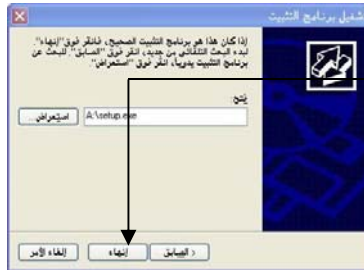 تشغيل برنامج التثبيت
إذا كان هذا هو برنامج التثبيت الصحيح، فانقر فوق "إنهاء".
لبدء البحث التلقائي من جديد، انقر فوق "السابق". للبحث عن
برنامج التثبيت يدوياً، انقر فوق "استعراض".
يُفتح:
A:\setup.exe
استعراض...
< السابق
إنهاء
إلغاء الأمر